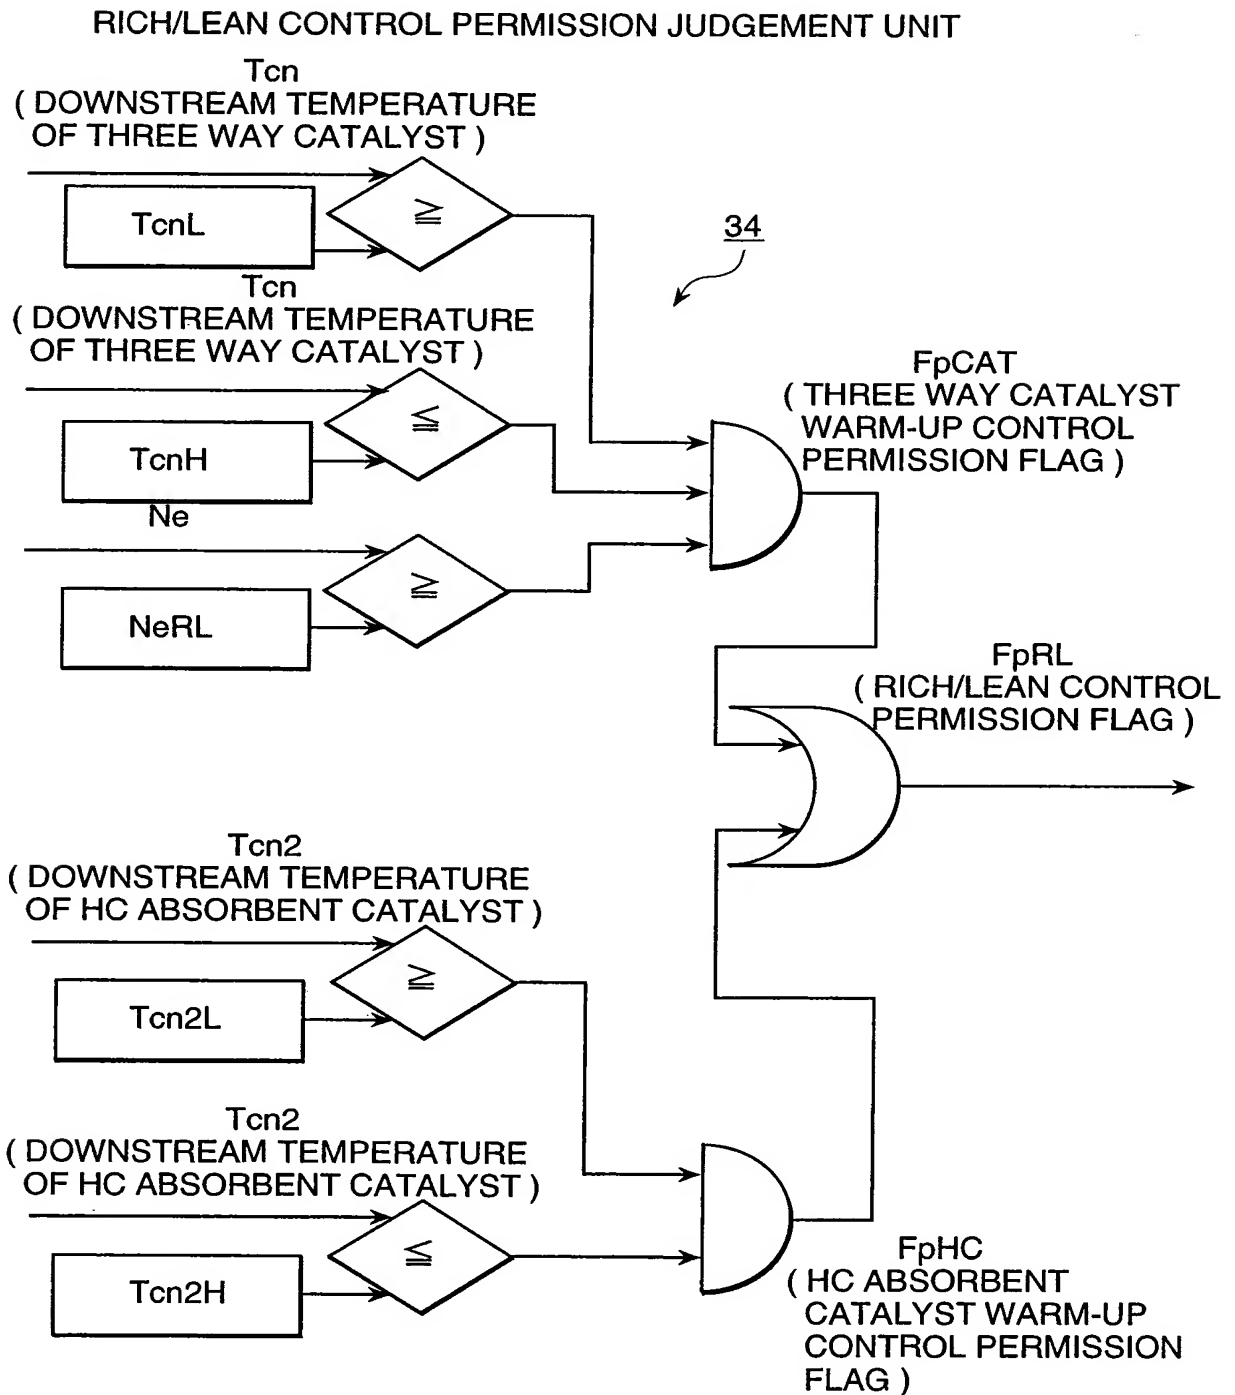 RICH/LEAN CONTROL PERMISSION JUDGEMENT UNIT
Tcn
( DOWNSTREAM TEMPERATURE
OF THREE WAY CATALYST )
TcnL
≧
34
Tcn
( DOWNSTREAM TEMPERATURE
OF THREE WAY CATALYST )
TcnH
≦
FpCAT
( THREE WAY CATALYST
WARM-UP CONTROL
PERMISSION FLAG )
Ne
NeRL
≧
FpRL
( RICH/LEAN CONTROL
PERMISSION FLAG )
Tcn2
( DOWNSTREAM TEMPERATURE
OF HC ABSORBENT CATALYST )
Tcn2L
≧
Tcn2
( DOWNSTREAM TEMPERATURE
OF HC ABSORBENT CATALYST )
Tcn2H
≦
FpHC
( HC ABSORBENT
CATALYST WARM-UP
CONTROL PERMISSION
FLAG )